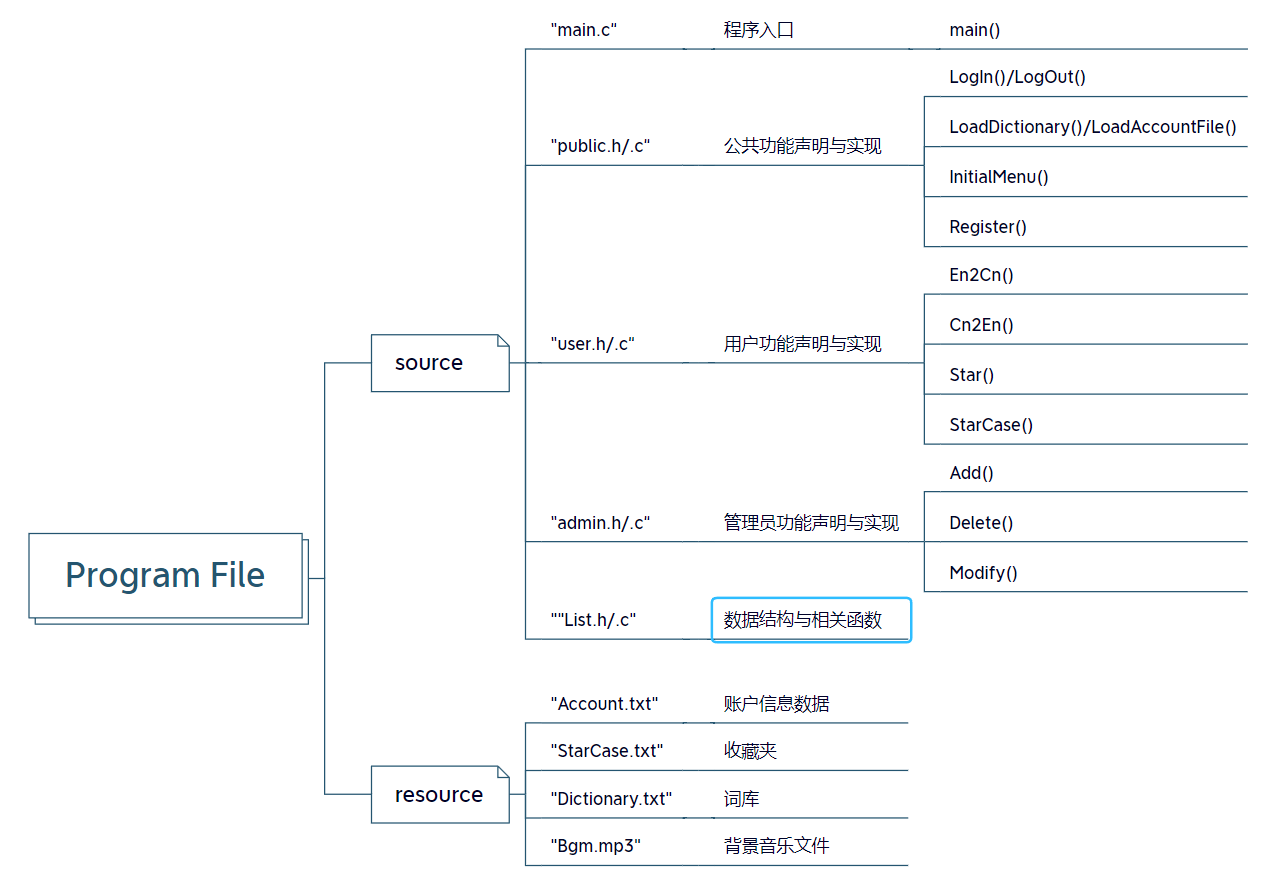 Program File
source
"main.c"
程序入口
main()
"public.h/.c"
公共功能声明与实现
LogIn()/LogOut()
LoadDictionary()/LoadAccountFile()
InitialMenu()
Register()
"user.h/.c"
用户功能声明与实现
En2Cn()
Cn2En()
Star()
StarCase()
"admin.h/.c"
管理员功能声明与实现
Add()
Delete()
Modify()
""List.h/.c"
数据结构与相关函数
resource
"Account.txt"
账户信息数据
"StarCase.txt"
收藏夹
"Dictionary.txt"
词库
"Bgm.mp3"
背景音乐文件